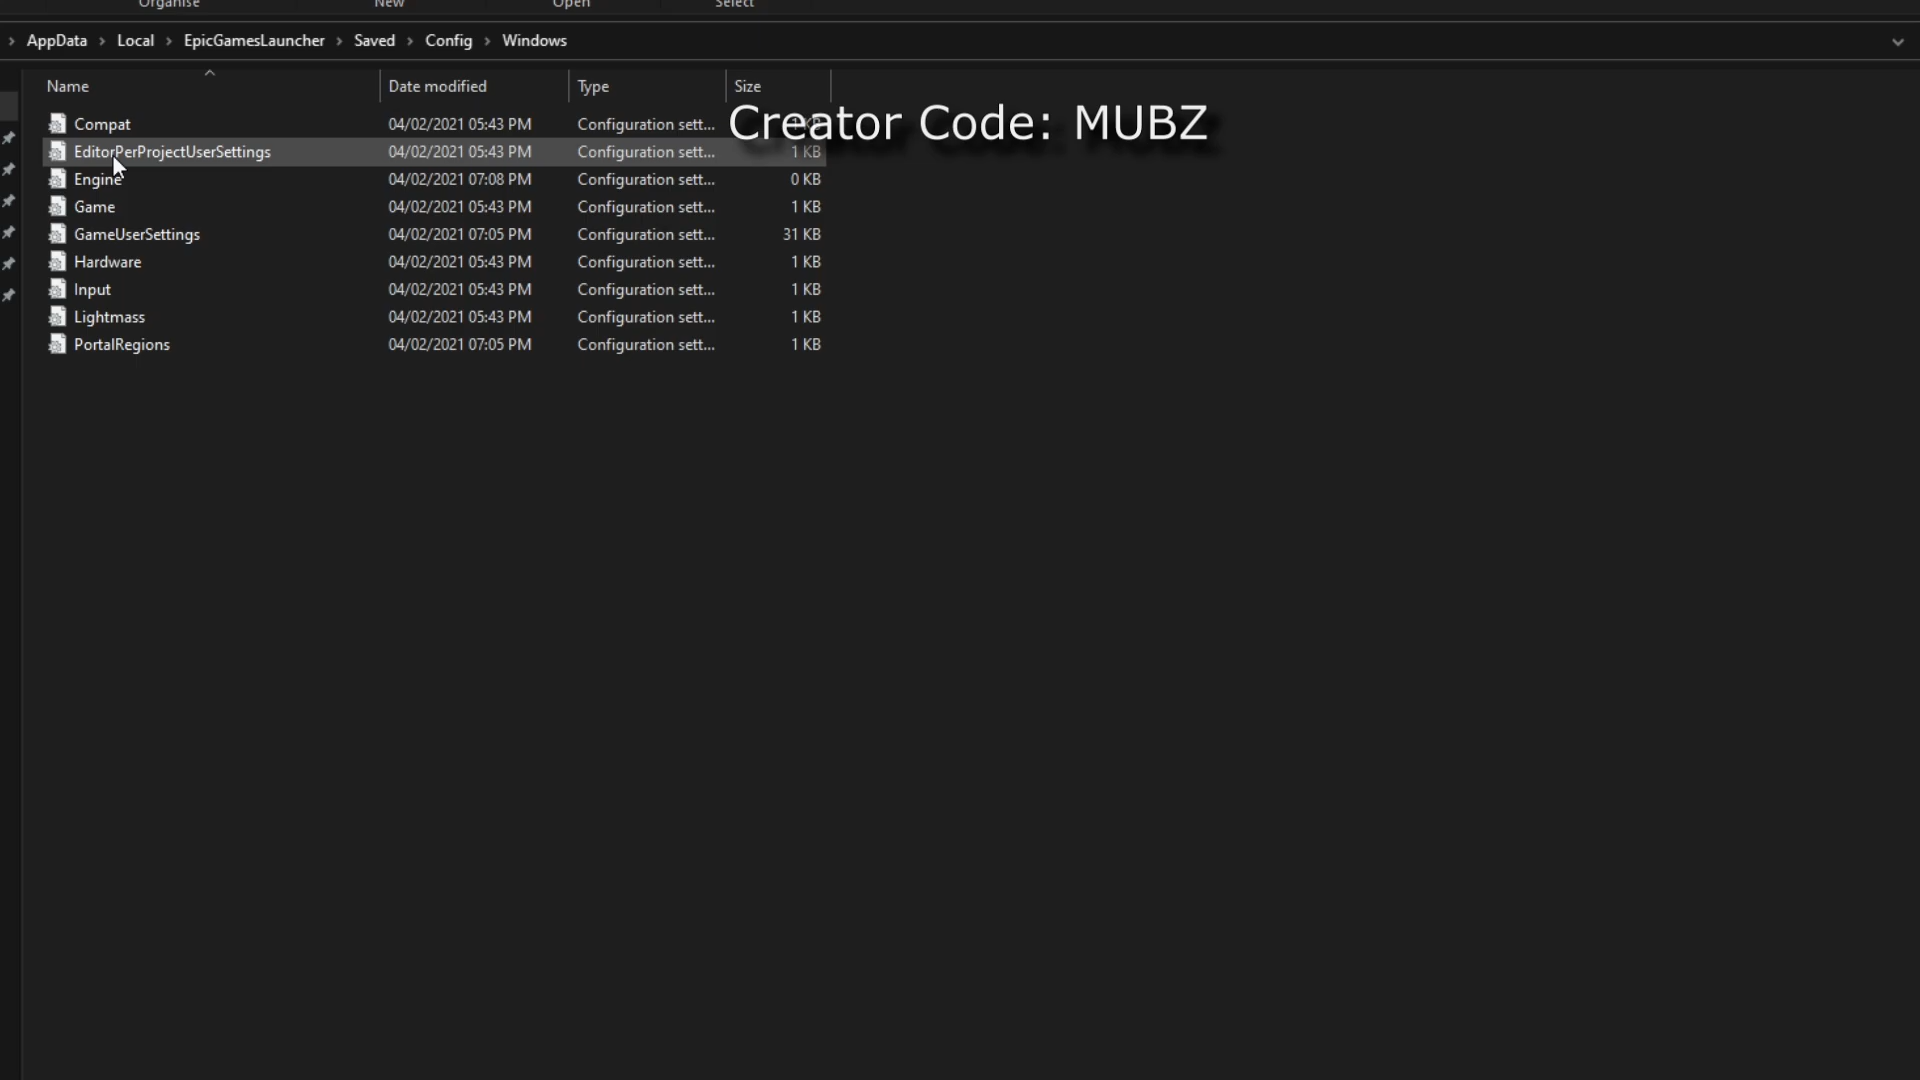 Organise New Open Select
AppData Local EpicGamesLauncher Saved Config Windows
Name Date modified Type Size
Creator Code: MUBZ
Compat 04/02/2021 05:43 PM Configuration sett... 1 KB
EditorPerProjectUserSettings 04/02/2021 05:43 PM Configuration sett... 1 KB
Engine 04/02/2021 07:08 PM Configuration sett... 0 KB
Game 04/02/2021 05:43 PM Configuration sett... 1 KB
GameUserSettings 04/02/2021 07:05 PM Configuration sett... 31 KB
Hardware 04/02/2021 05:43 PM Configuration sett... 1 KB
Input 04/02/2021 05:43 PM Configuration sett... 1 KB
Lightmass 04/02/2021 05:43 PM Configuration sett... 1 KB
PortalRegions 04/02/2021 07:05 PM Configuration sett... 1 KB